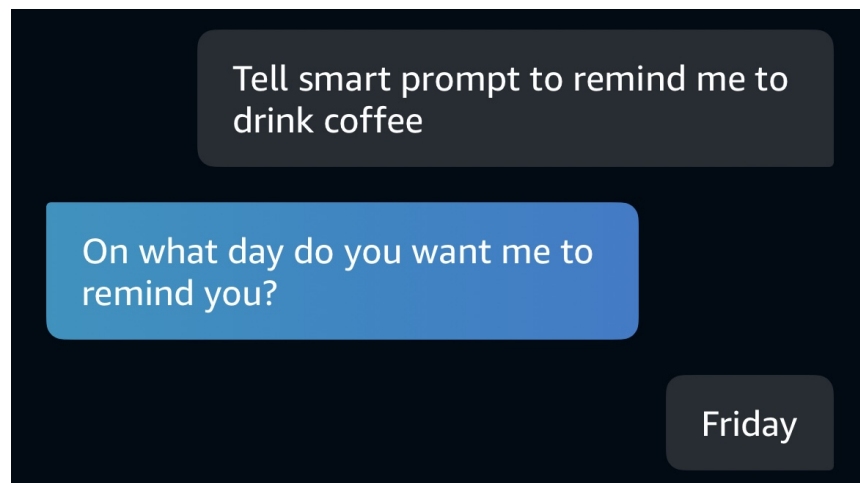 Tell smart prompt to remind me to
drink coffee
On what day do you want me to
remind you?
Friday